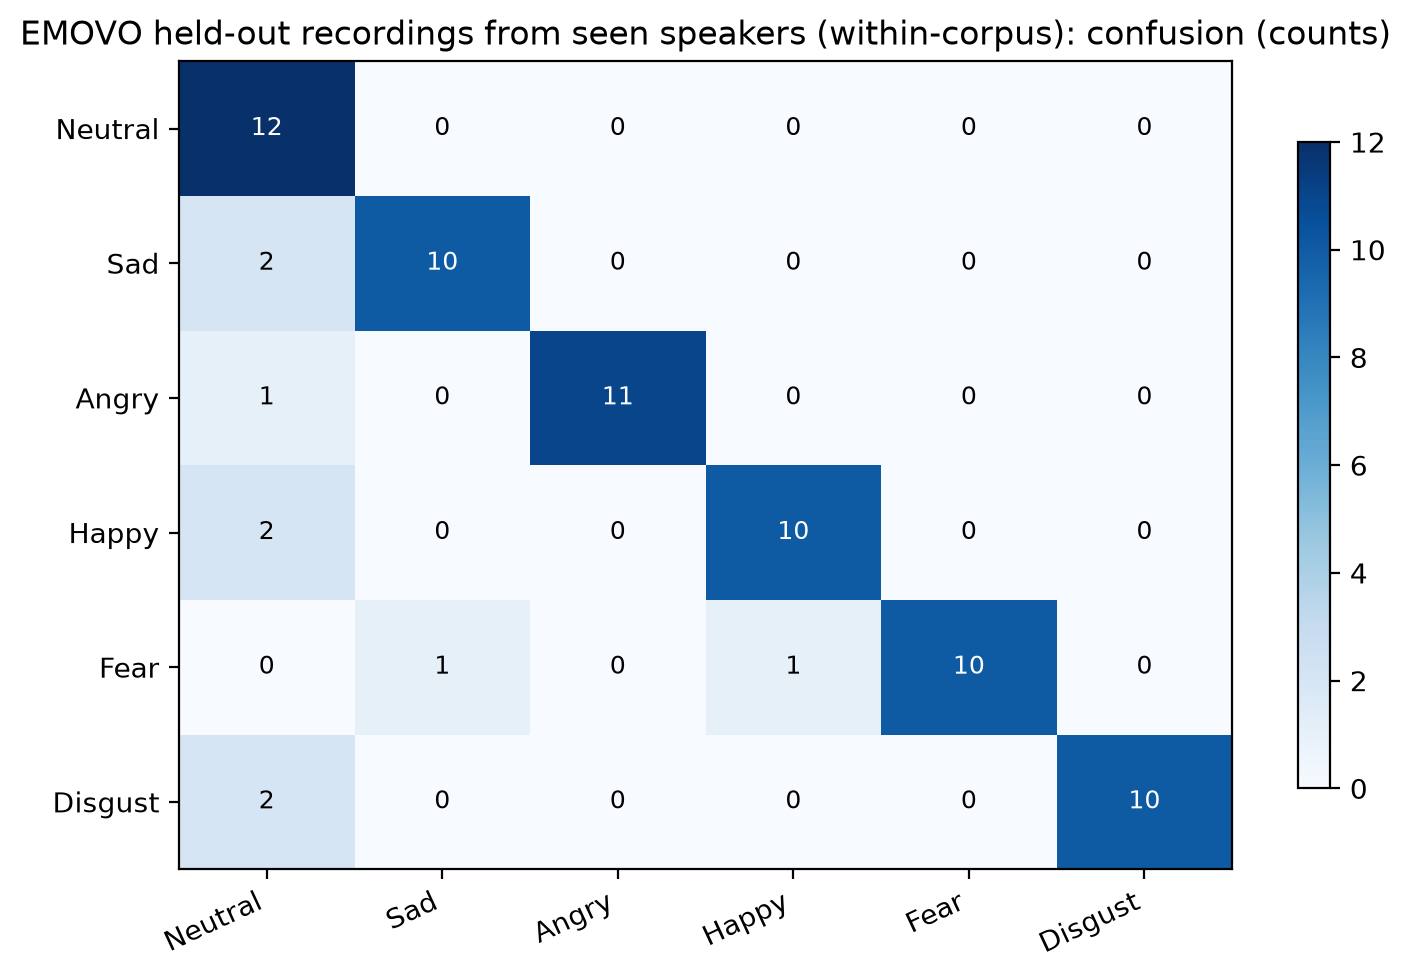 EMOVO held-out recordings from seen speakers (within-corpus): confusion (counts)
Neutral 12 0 0 0 0 0
Sad 2 10 0 0 0 0
Angry 1 0 11 0 0 0
Happy 2 0 0 10 0 0
Fear 0 1 0 1 10 0
Disgust 2 0 0 0 0 10
Neutral Sad Angry Happy Fear Disgust
12
10
8
6
4
2
0